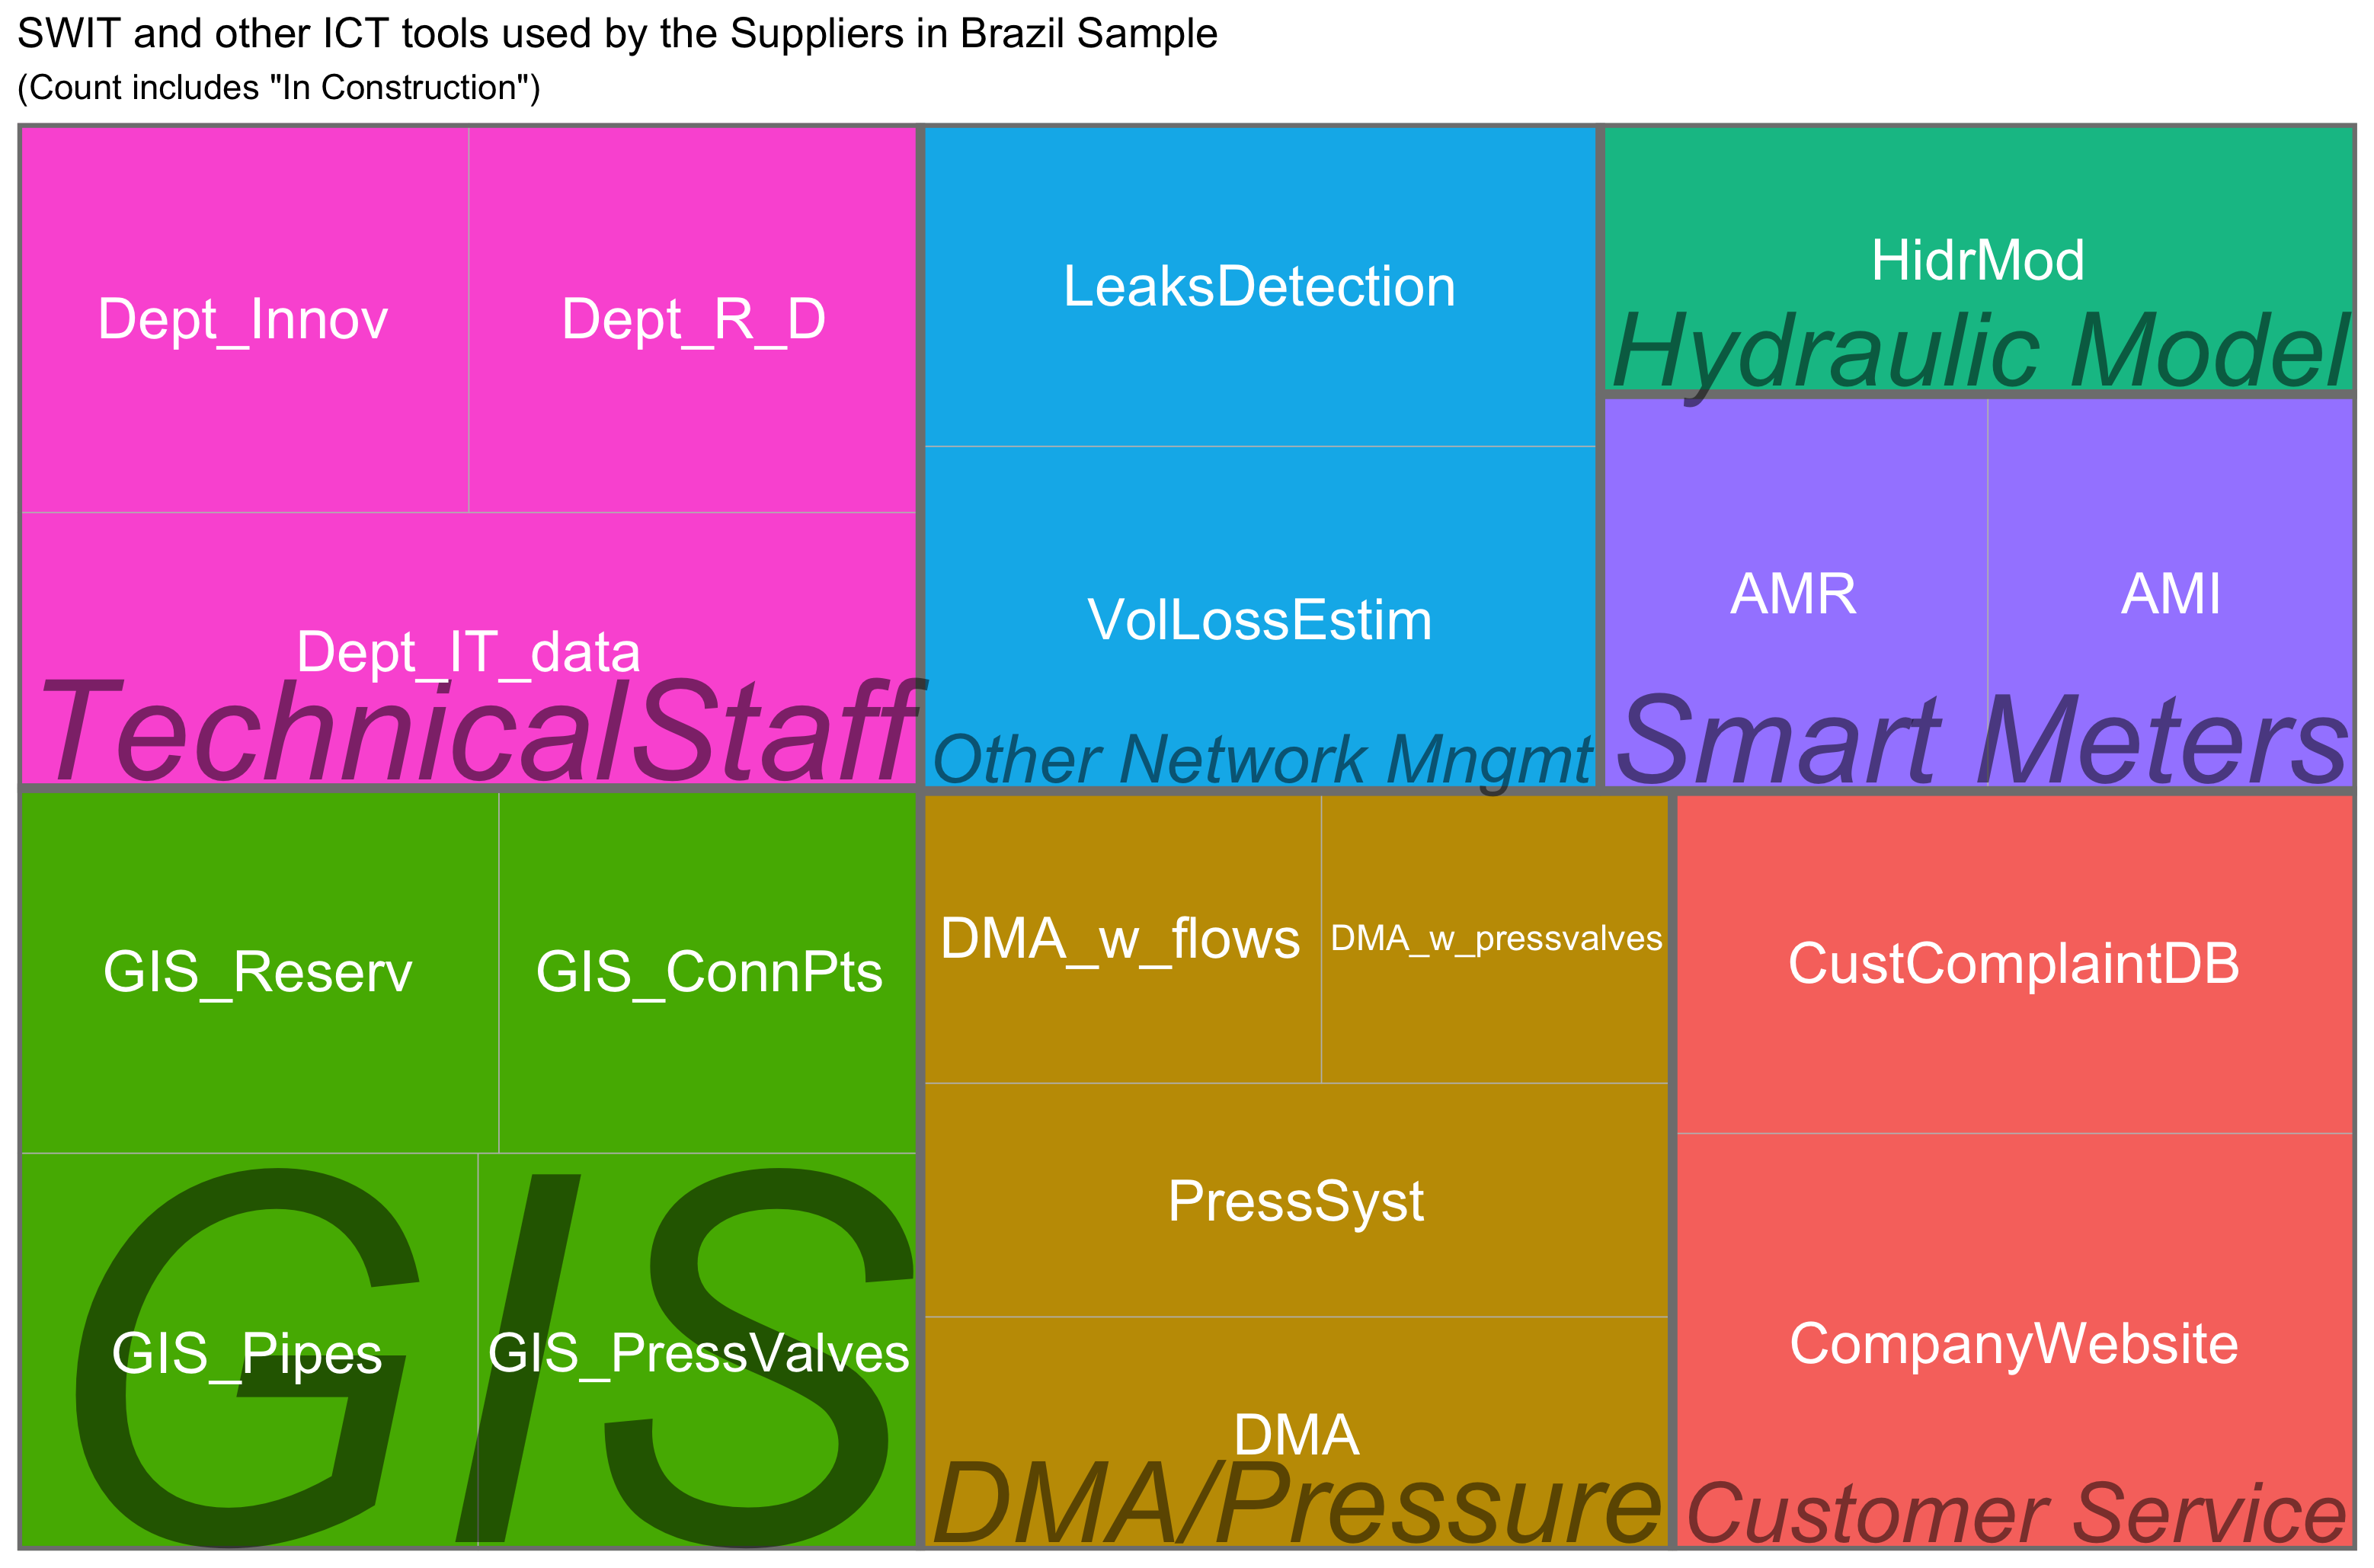 SWIT and other ICT tools used by the Suppliers in Brazil Sample
(Count includes "In Construction")
Dept_Innov
Dept_R_D
Dept_IT_data
TechnicalStaff
LeaksDetection
VolLossEstim
Other Network Mngmt
HidrMod
Hydraulic Model
AMR
AMI
Smart Meters
GIS_Reserv
GIS_ConnPts
GIS_Pipes
GIS_PressValves
GIS
DMA_w_flows
DMA_w_pressvalves
PressSyst
DMA
DMA/Pressure
CustComplaintDB
CompanyWebsite
Customer Service